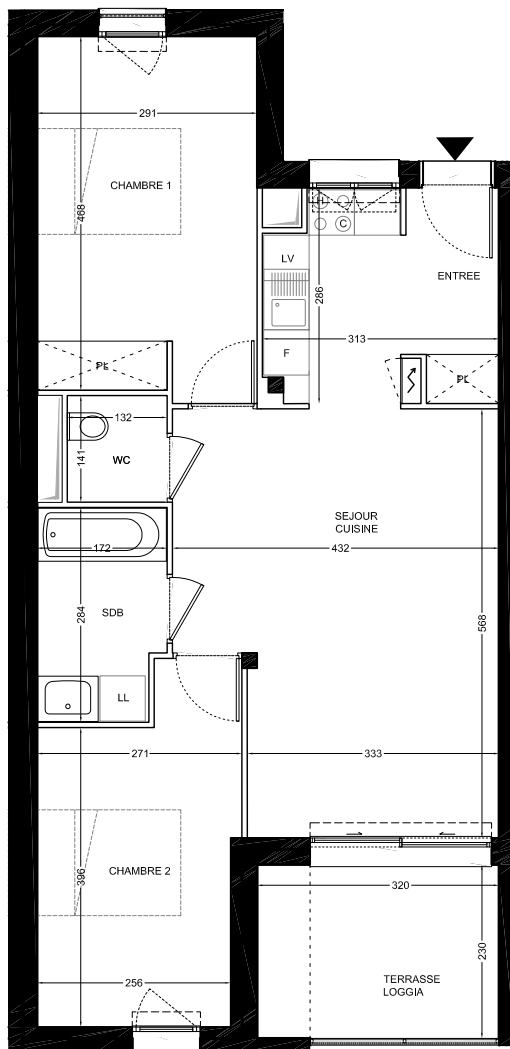 291
CHAMBRE 1
468
H
C
LV
286
ENTREE
313
F
PL
PL
132
141
WC
SEJOUR
CUISINE
172
432
SDB
284
568
LL
271
333
CHAMBRE 2
396
320
230
256
TERRASSE
LOGGIA